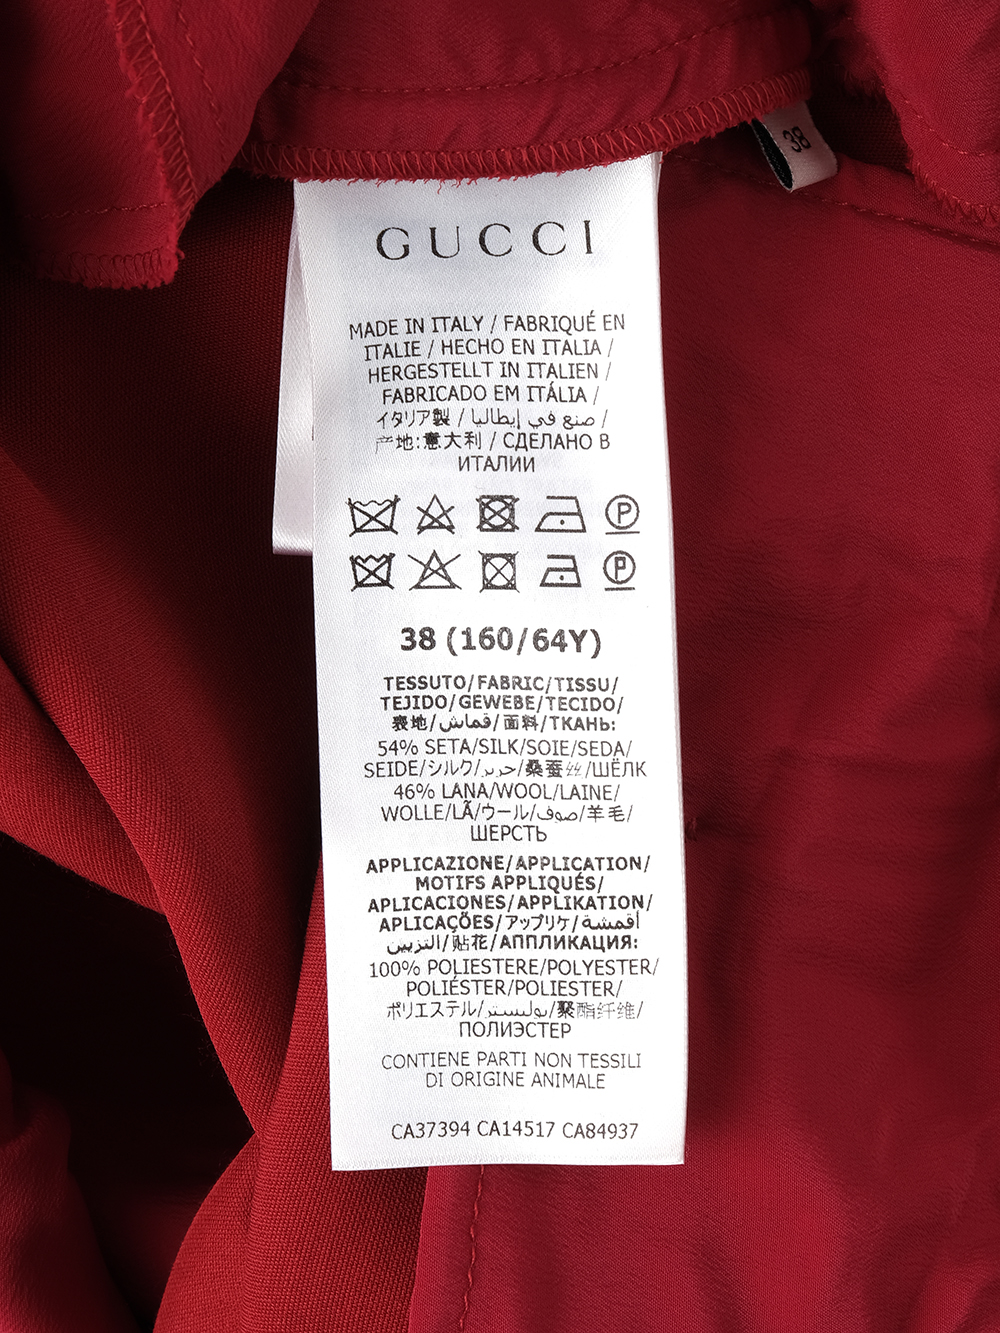 38
GUCCI
MADE IN ITALY / FABRIQUÉ EN
ITALIE / HECHO EN ITALIA /
HERGESTELLT IN ITALIEN /
FABRICADO EM ITÁLIA /
イタリア製 / صنع في إيطاليا /
产地:意大利 / СДЕЛАНО В
ИТАЛИИ
P
P
38 (160/64Y)
TESSUTO/FABRIC/TISSU/
TEJIDO/GEWEBE/TECIDO/
表地/قماش/面料/ТКАНЬ:
54% SETA/SILK/SOIE/SEDA/
SEIDE/シルク/حرير/桑蚕丝/ШЁЛК
46% LANA/WOOL/LAINE/
WOLLE/LÃ/ウール/صوف/羊毛/
ШЕРСТЬ
APPLICAZIONE/APPLICATION/
MOTIFS APPLIQUÉS/
APLICACIONES/APPLIKATION/
APLICAÇÕES/アップリケ/أقمشة
التزيين/贴花/АППЛИКАЦИЯ:
100% POLIESTERE/POLYESTER/
POLIÉSTER/POLIESTER/
ポリエステル/بوليستر/聚酯纤维/
ПОЛИЭСТЕР
CONTIENE PARTI NON TESSILI
DI ORIGINE ANIMALE
CA37394 CA14517 CA84937